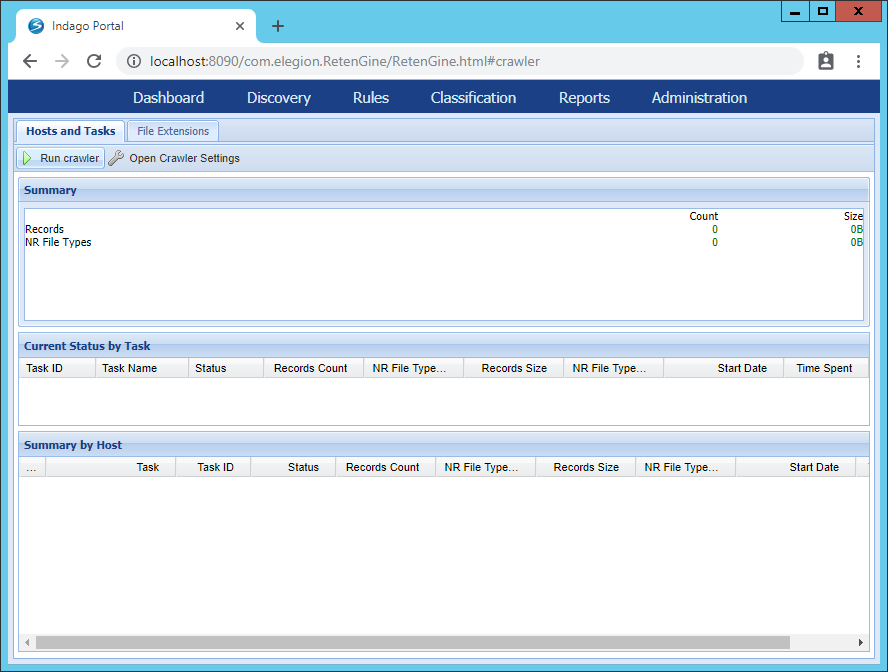 Indago Portal
localhost:8090/com.elegion.RetenGine/RetenGine.html#crawler
Dashboard Discovery Rules Classification Reports Administration
Hosts and Tasks File Extensions
Run crawler Open Crawler Settings
Summary
Count Size
Records 0 0B
NR File Types 0 0B
Current Status by Task
Task ID Task Name Status Records Count NR File Type... Records Size NR File Type... Start Date Time Spent
Summary by Host
... Task Task ID Status Records Count NR File Type... Records Size NR File Type... Start Date